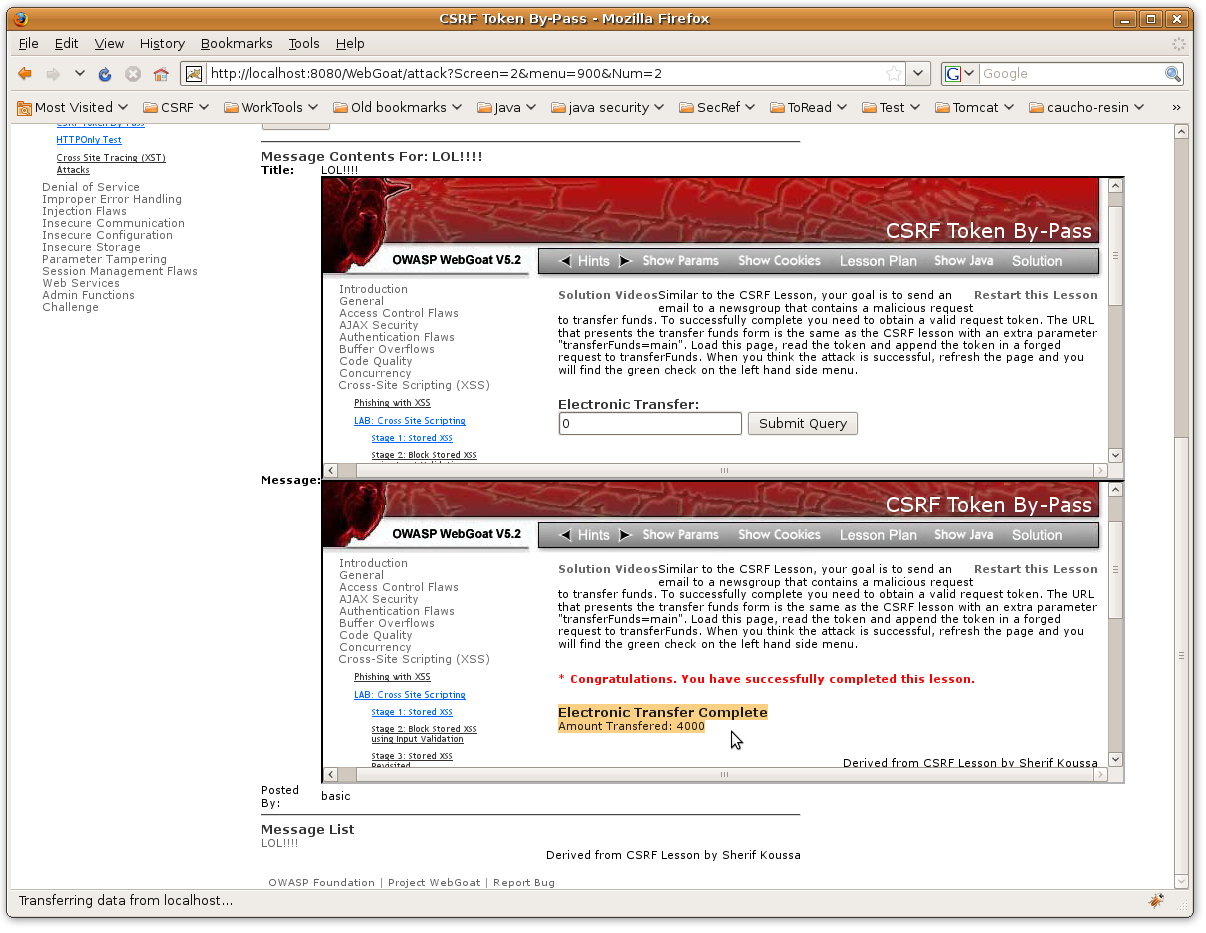 CSRF Token By-Pass - Mozilla Firefox
File Edit View History Bookmarks Tools Help
http://localhost:8080/WebGoat/attack?Screen=2&menu=900&Num=2
Google
Most Visited CSRF WorkTools Old bookmarks Java java security SecRef ToRead Test Tomcat caucho-resin »
CSRF Token By-Pass
HTTPOnly Test
Cross Site Tracing (XST)
Attacks
Denial of Service
Improper Error Handling
Injection Flaws
Insecure Communication
Insecure Configuration
Insecure Storage
Parameter Tampering
Session Management Flaws
Web Services
Admin Functions
Challenge
Message Contents For: LOL!!!!
Title: LOL!!!!
Message:
CSRF Token By-Pass
OWASP WebGoat V5.2
Hints Show Params Show Cookies Lesson Plan Show Java Solution
Introduction
General
Access Control Flaws
AJAX Security
Authentication Flaws
Buffer Overflows
Code Quality
Concurrency
Cross-Site Scripting (XSS)
Phishing with XSS
LAB: Cross Site Scripting
Stage 1: Stored XSS
Stage 2: Block Stored XSS
using Input Validation
Solution Videos Similar to the CSRF Lesson, your goal is to send an Restart this Lesson
email to a newsgroup that contains a malicious request
to transfer funds. To successfully complete you need to obtain a valid request token. The URL
that presents the transfer funds form is the same as the CSRF lesson with an extra parameter
"transferFunds=main". Load this page, read the token and append the token in a forged
request to transferFunds. When you think the attack is successful, refresh the page and you
will find the green check on the left hand side menu.
Electronic Transfer:
0 Submit Query
CSRF Token By-Pass
OWASP WebGoat V5.2
Hints Show Params Show Cookies Lesson Plan Show Java Solution
Introduction
General
Access Control Flaws
AJAX Security
Authentication Flaws
Buffer Overflows
Code Quality
Concurrency
Cross-Site Scripting (XSS)
Phishing with XSS
LAB: Cross Site Scripting
Stage 1: Stored XSS
Stage 2: Block Stored XSS
using Input Validation
Stage 3: Stored XSS
Revisited
Solution Videos Similar to the CSRF Lesson, your goal is to send an Restart this Lesson
email to a newsgroup that contains a malicious request
to transfer funds. To successfully complete you need to obtain a valid request token. The URL
that presents the transfer funds form is the same as the CSRF lesson with an extra parameter
"transferFunds=main". Load this page, read the token and append the token in a forged
request to transferFunds. When you think the attack is successful, refresh the page and you
will find the green check on the left hand side menu.
* Congratulations. You have successfully completed this lesson.
Electronic Transfer Complete
Amount Transfered: 4000
Derived from CSRF Lesson by Sherif Koussa
Posted
By:
basic
Message List
LOL!!!!
Derived from CSRF Lesson by Sherif Koussa
OWASP Foundation | Project WebGoat | Report Bug
Transferring data from localhost...